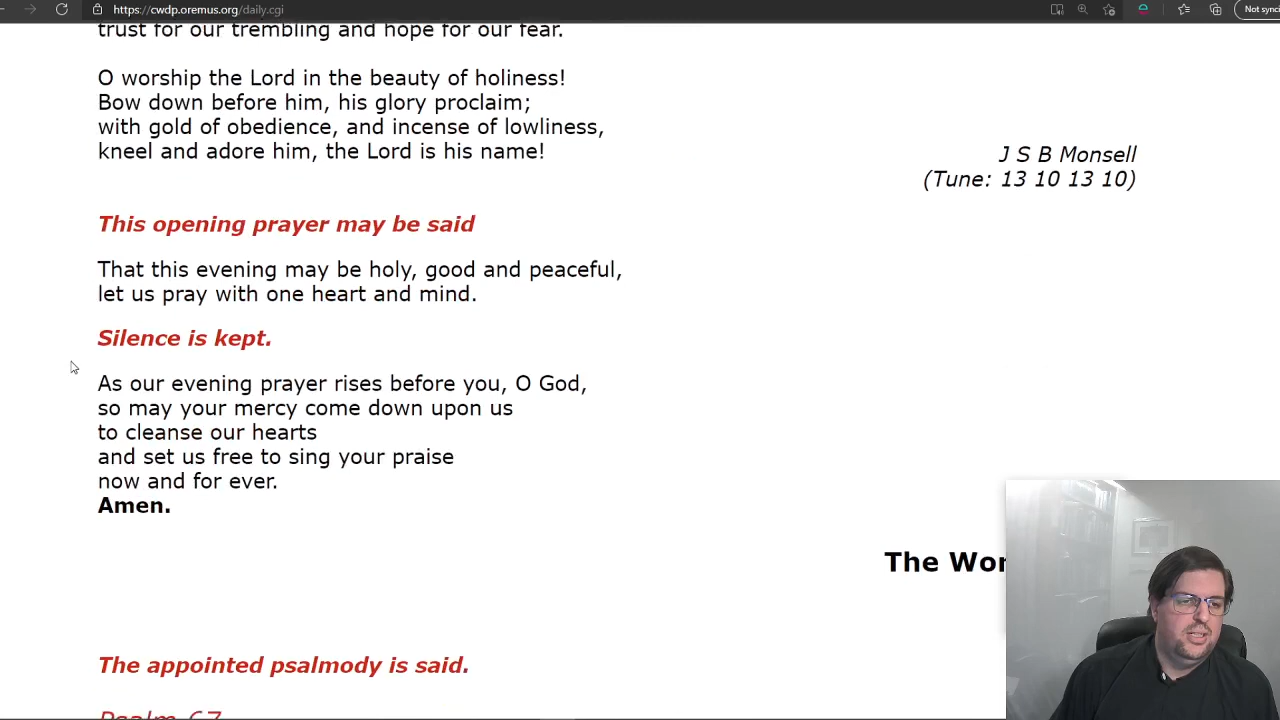 https://cwdp.oremus.org/daily.cgi
Not synci
trust for our trembling and hope for our fear.
O worship the Lord in the beauty of holiness!
Bow down before him, his glory proclaim;
with gold of obedience, and incense of lowliness,
kneel and adore him, the Lord is his name!
J S B Monsell
(Tune: 13 10 13 10)
This opening prayer may be said
That this evening may be holy, good and peaceful,
let us pray with one heart and mind.
Silence is kept.
As our evening prayer rises before you, O God,
so may your mercy come down upon us
to cleanse our hearts
and set us free to sing your praise
now and for ever.
Amen.
The Wor
The appointed psalmody is said.
Psalm 67